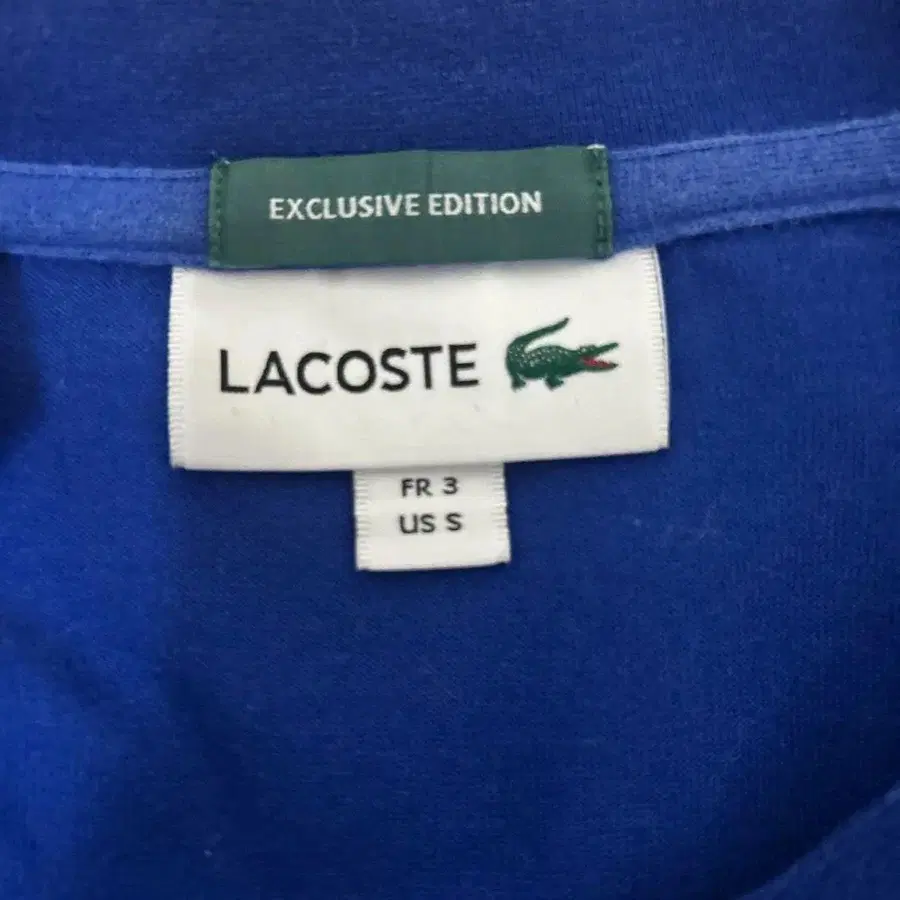 EXCLUSIVE EDITION
LACOSTE
FR 3
US S